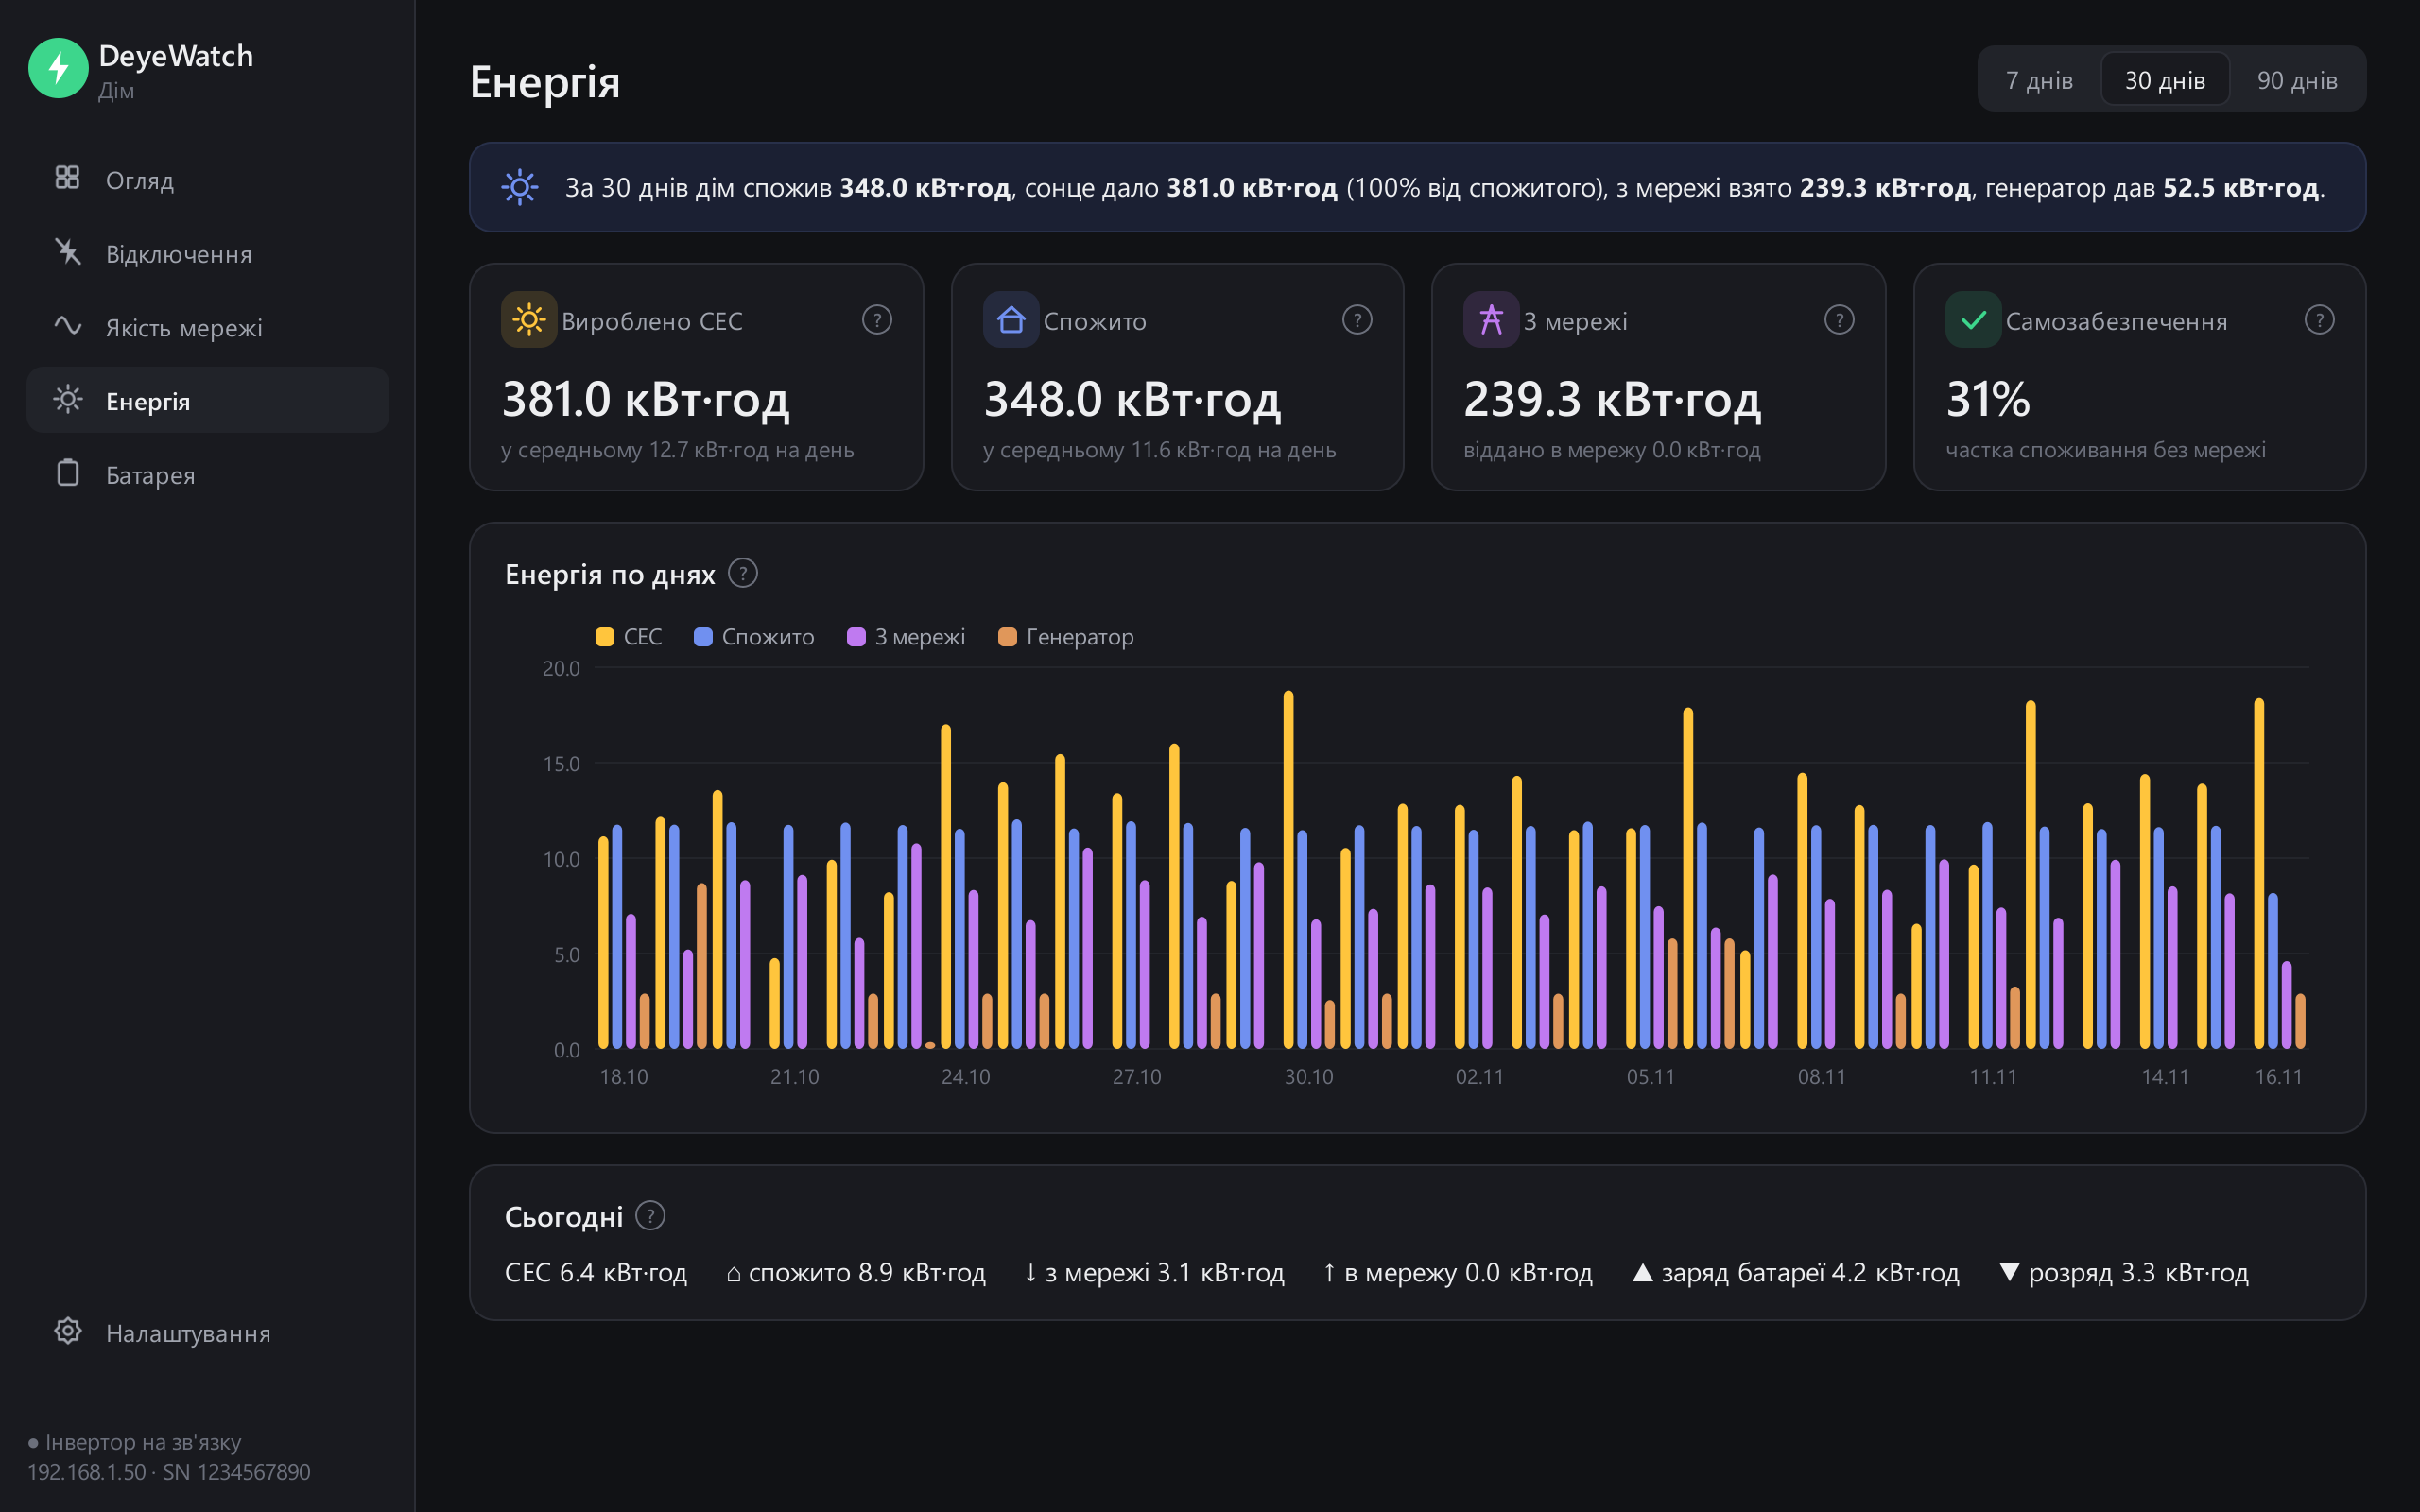 DeyeWatch
Дім
Огляд
Відключення
Якість мережі
Енергія
Батарея
Налаштування
● Інвертор на зв'язку
192.168.1.50 · SN 1234567890
Енергія
7 днів 30 днів 90 днів
За 30 днів дім спожив 348.0 кВт·год, сонце дало 381.0 кВт·год (100% від спожитого), з мережі взято 239.3 кВт·год, генератор дав 52.5 кВт·год.
Вироблено СЕС ?
381.0 кВт·год
у середньому 12.7 кВт·год на день
Спожито ?
348.0 кВт·год
у середньому 11.6 кВт·год на день
З мережі ?
239.3 кВт·год
віддано в мережу 0.0 кВт·год
Самозабезпечення ?
31%
частка споживання без мережі
Енергія по днях ?
СЕС Спожито З мережі Генератор
20.0
15.0
10.0
5.0
0.0
18.10 21.10 24.10 27.10 30.10 02.11 05.11 08.11 11.11 14.11 16.11
Сьогодні ?
СЕС 6.4 кВт·год ⌂ спожито 8.9 кВт·год ↓ з мережі 3.1 кВт·год ↑ в мережу 0.0 кВт·год ▲ заряд батареї 4.2 кВт·год ▼ розряд 3.3 кВт·год